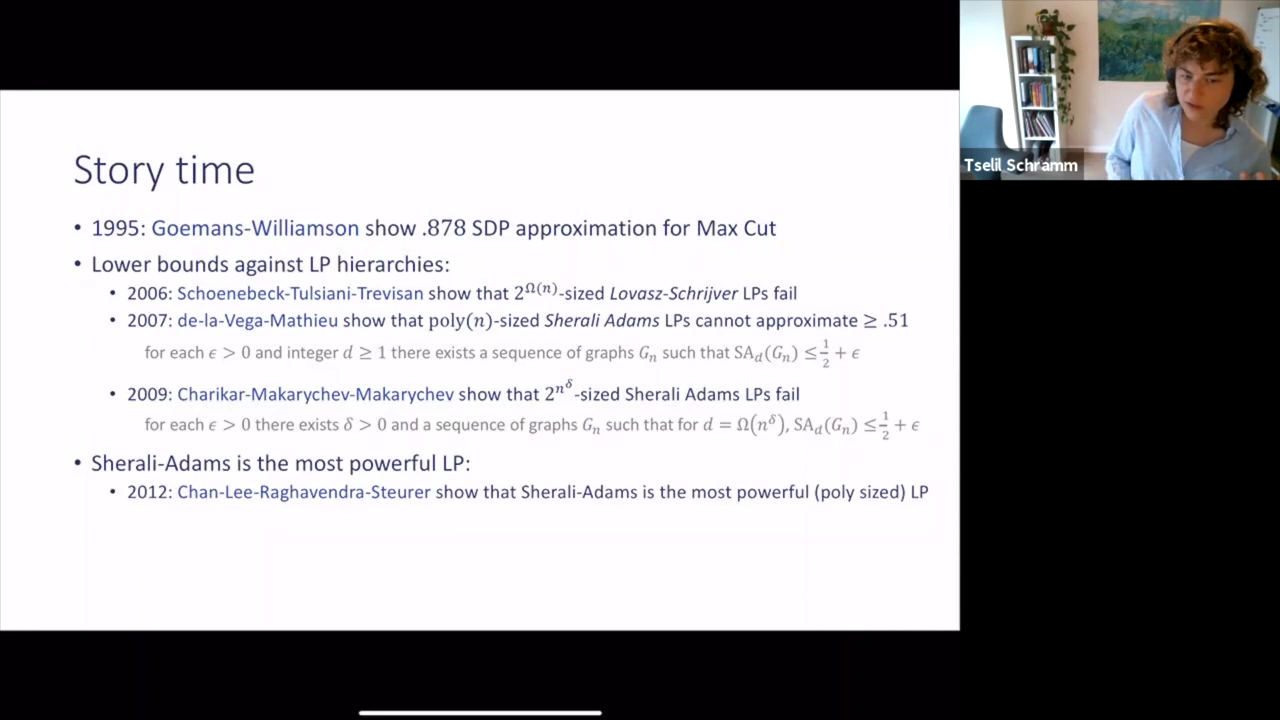 Story time
• 1995: Goemans-Williamson show .878 SDP approximation for Max Cut
• Lower bounds against LP hierarchies:
• 2006: Schoenebeck-Tulsiani-Trevisan show that 2^{Ω(n)}-sized Lovasz-Schrijver LPs fail
• 2007: de-la-Vega-Mathieu show that poly(n)-sized Sherali Adams LPs cannot approximate ≥ .51
for each ϵ > 0 and integer d ≥ 1 there exists a sequence of graphs G_n such that SA_d(G_n) ≤ 1/2 + ϵ
• 2009: Charikar-Makarychev-Makarychev show that 2^{n^δ}-sized Sherali Adams LPs fail
for each ϵ > 0 there exists δ > 0 and a sequence of graphs G_n such that for d = Ω(n^δ), SA_d(G_n) ≤ 1/2 + ϵ
• Sherali-Adams is the most powerful LP:
• 2012: Chan-Lee-Raghavendra-Steurer show that Sherali-Adams is the most powerful (poly sized) LP
Tselil Schramm